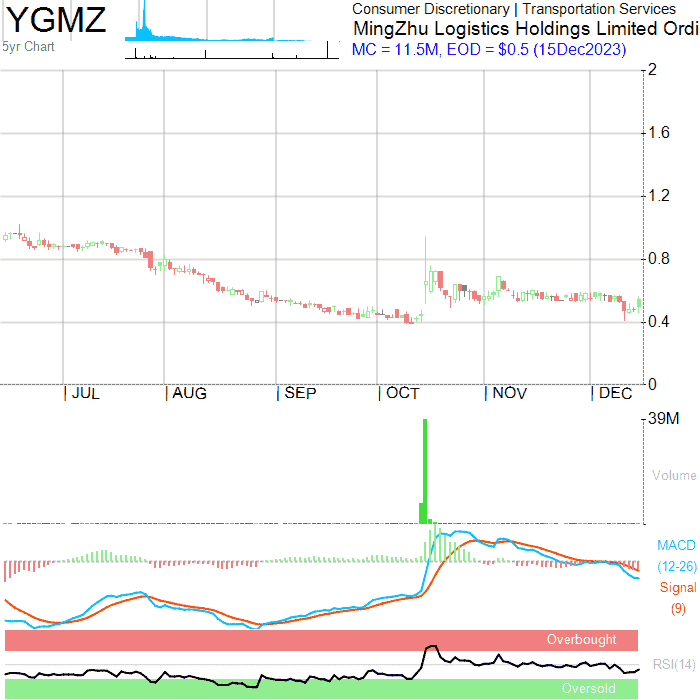 YGMZ
5yr Chart
Consumer Discretionary | Transportation Services
MingZhu Logistics Holdings Limited Ordi
MC = 11.5M, EOD = $0.5 (15Dec2023)
2
1.6
1.2
0.8
0.4
0
JUL
AUG
SEP
OCT
NOV
DEC
39M
Volume
MACD
(12-26)
Signal
(9)
Overbought
RSI(14)
Oversold